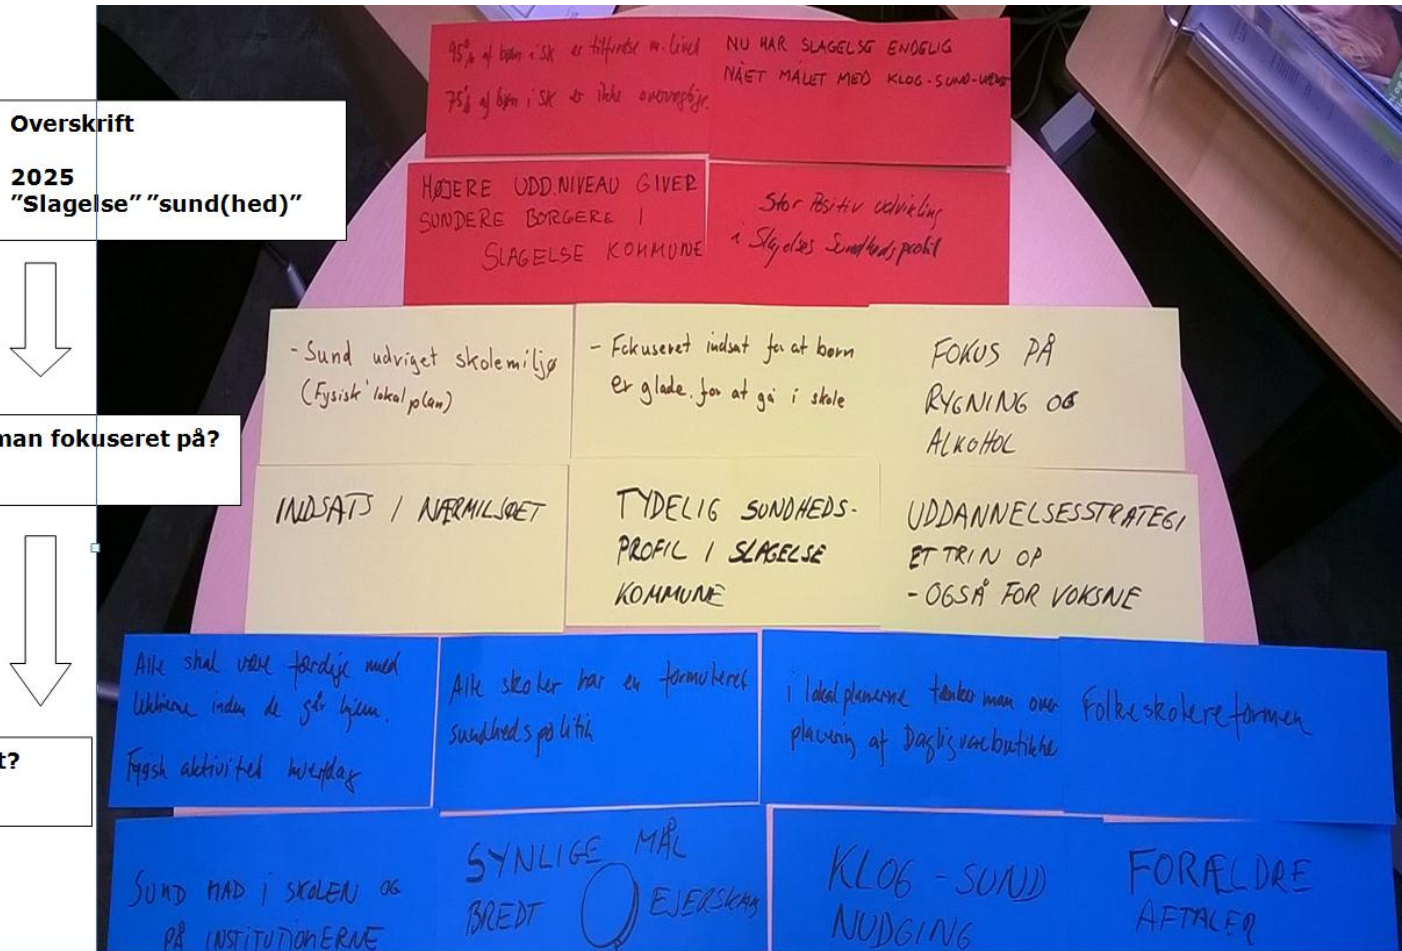 Overskrift
2025
"Slagelse" "sund(hed)"
man fokuseret på?
t?
95% af børn i SK er tilfredse m. livet
75% af børn i SK er ikke overvægtige.
NU HAR SLAGELSE ENDELIG
NÅET MÅLET MED KLOG-SUND-
HØJERE UDD.NIVEAU GIVER
SUNDERE BORGERE I
SLAGELSE KOMMUNE
Stor Positiv udvikling
i Slagelses Sundhedsprofil
- Sund udviget skolemiljø
(Fysisk lokalplan)
- Fokuseret indsat for at børn
er glade for at gå i skole
FOKUS PÅ
RYGNING OG
ALKOHOL
INDSATS I NÆRMILJØET
TYDELIG SUNDHEDS-
PROFIL I SLAGELSE
KOMMUNE
UDDANNELSESSTRATEGI
ET TRIN OP
- OGSÅ FOR VOKSNE
Alle skal være færdige med
lektierne inden de går hjem.
Fysisk aktivitet hverdag
Alle skoler har en formuleret
sundhedspolitik
i lokalplanerne tænker man over
placering af Dagligvarebutikke
Folkeskolereformen
SUND MAD I SKOLEN OG
PÅ INSTITUTIONERNE
SYNLIGE MÅL
BREDT EJERSKAB
KLOG - SUND
NUDGING
FORÆLDRE
AFTALER